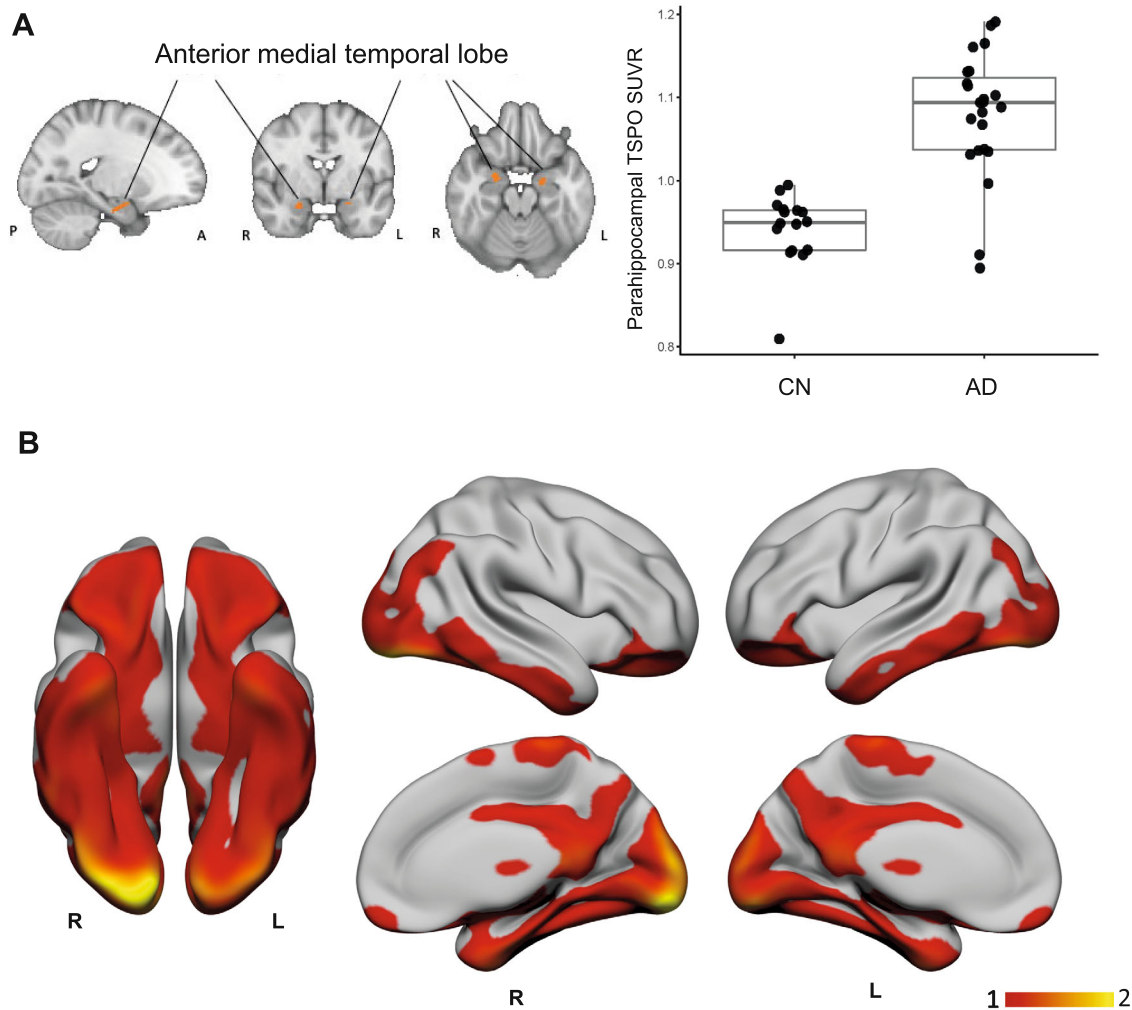 A
Anterior medial temporal lobe
P
A
R
L
R
L
Parahippocampal TSPO SUVR
1.2
1.1
1.0
0.9
0.8
CN
AD
B
R
L
R
L
1
2